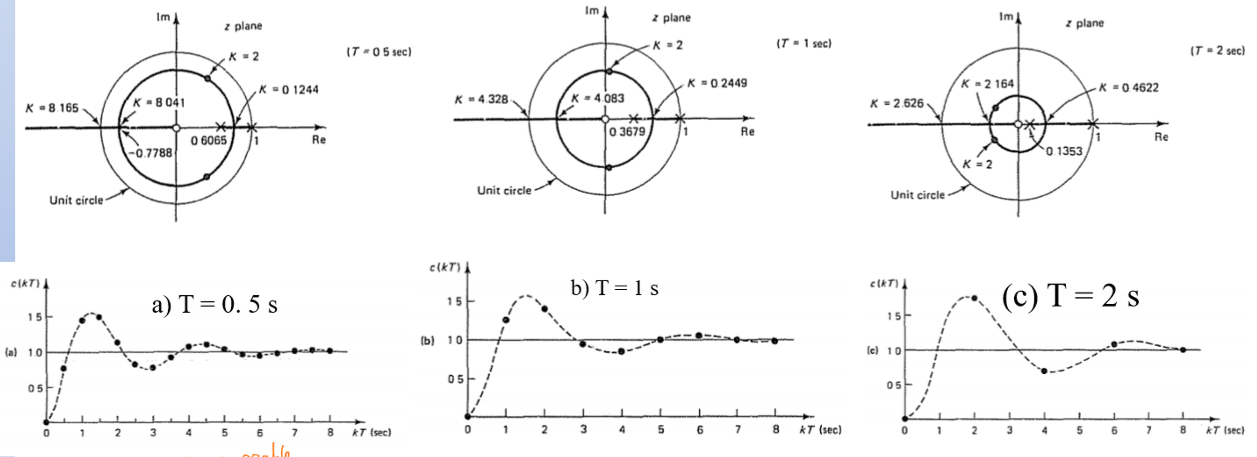 Im
z plane
(T = 0 5 sec)
K = 2
K = 0 1244
K = 8 165
K = 8 041
-0.7788
0 6065
1
Re
Unit circle
Im
z plane
(T = 1 sec)
K = 2
K = 0 2449
K = 4.328
K = 4.083
0 3679
1
Re
Unit circle
Im
z plane
(T = 2 sec)
K = 2 164
K = 0 4622
K = 2.626
0 1353
1
Re
K = 2
Unit circle
c(kT)
a) T = 0. 5 s
1 5
(a)
1 0
0 5
0 1 2 3 4 5 6 7 8 kT (sec)
c(kT)
b) T = 1 s
1 5
(b)
1 0
0 5
0 1 2 3 4 5 6 7 8 kT (sec)
c(kT)
(c) T = 2 s
1 5
(c)
1 0
0 5
0 1 2 3 4 5 6 7 8 kT (sec)